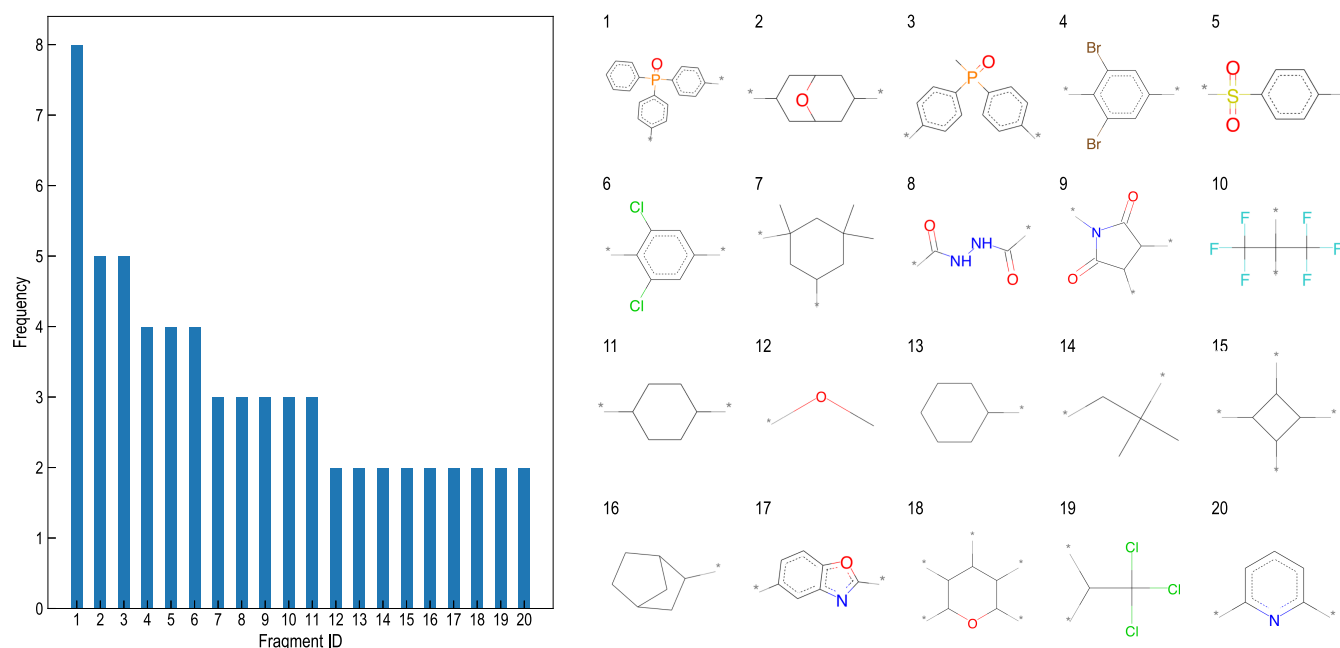 Frequency
8
7
6
5
4
3
2
1
0
1 2 3 4 5 6 7 8 9 10 11 12 13 14 15 16 17 18 19 20
Fragment ID
1 2 3 4 5
O P
* *
* O *
P O
* *
Br
* *
Br
O
* S
O
6 7 8 9 10
Cl
* *
Cl
*
*
O NH *
* NH O
* O
N *
O *
F * F
F F
F * F
11 12 13 14 15
* *
O
*
*
*
*
*
* *
*
16 17 18 19 20
*
* O *
N
*
* *
* O *
* Cl
Cl
* Cl
* N *